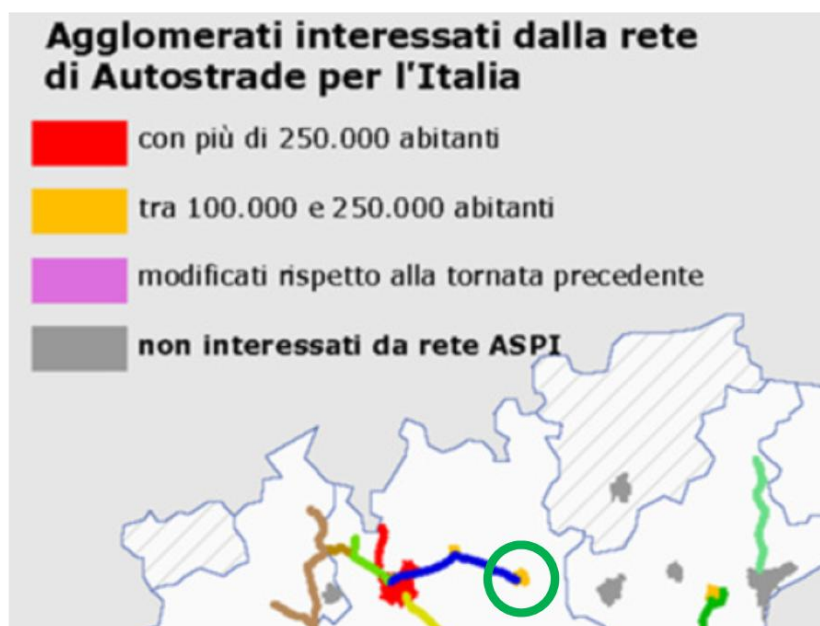 Agglomerati interessati dalla rete
di Autostrade per l'Italia
con più di 250.000 abitanti
tra 100.000 e 250.000 abitanti
modificati rispetto alla tornata precedente
non interessati da rete ASPI